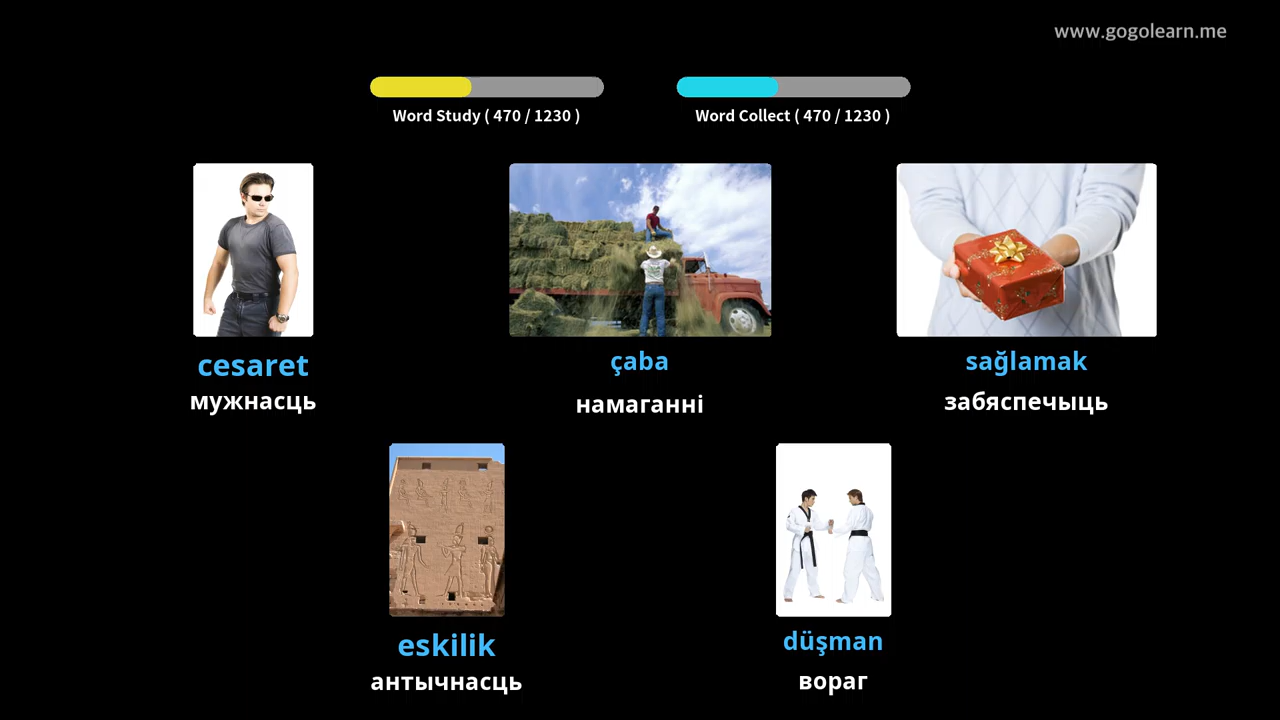 www.gogolearn.me
Word Study ( 470 / 1230 )
Word Collect ( 470 / 1230 )
cesaret
мужнасць
çaba
намаганні
sağlamak
забяспечыць
eskilik
антычнасць
düşman
вораг